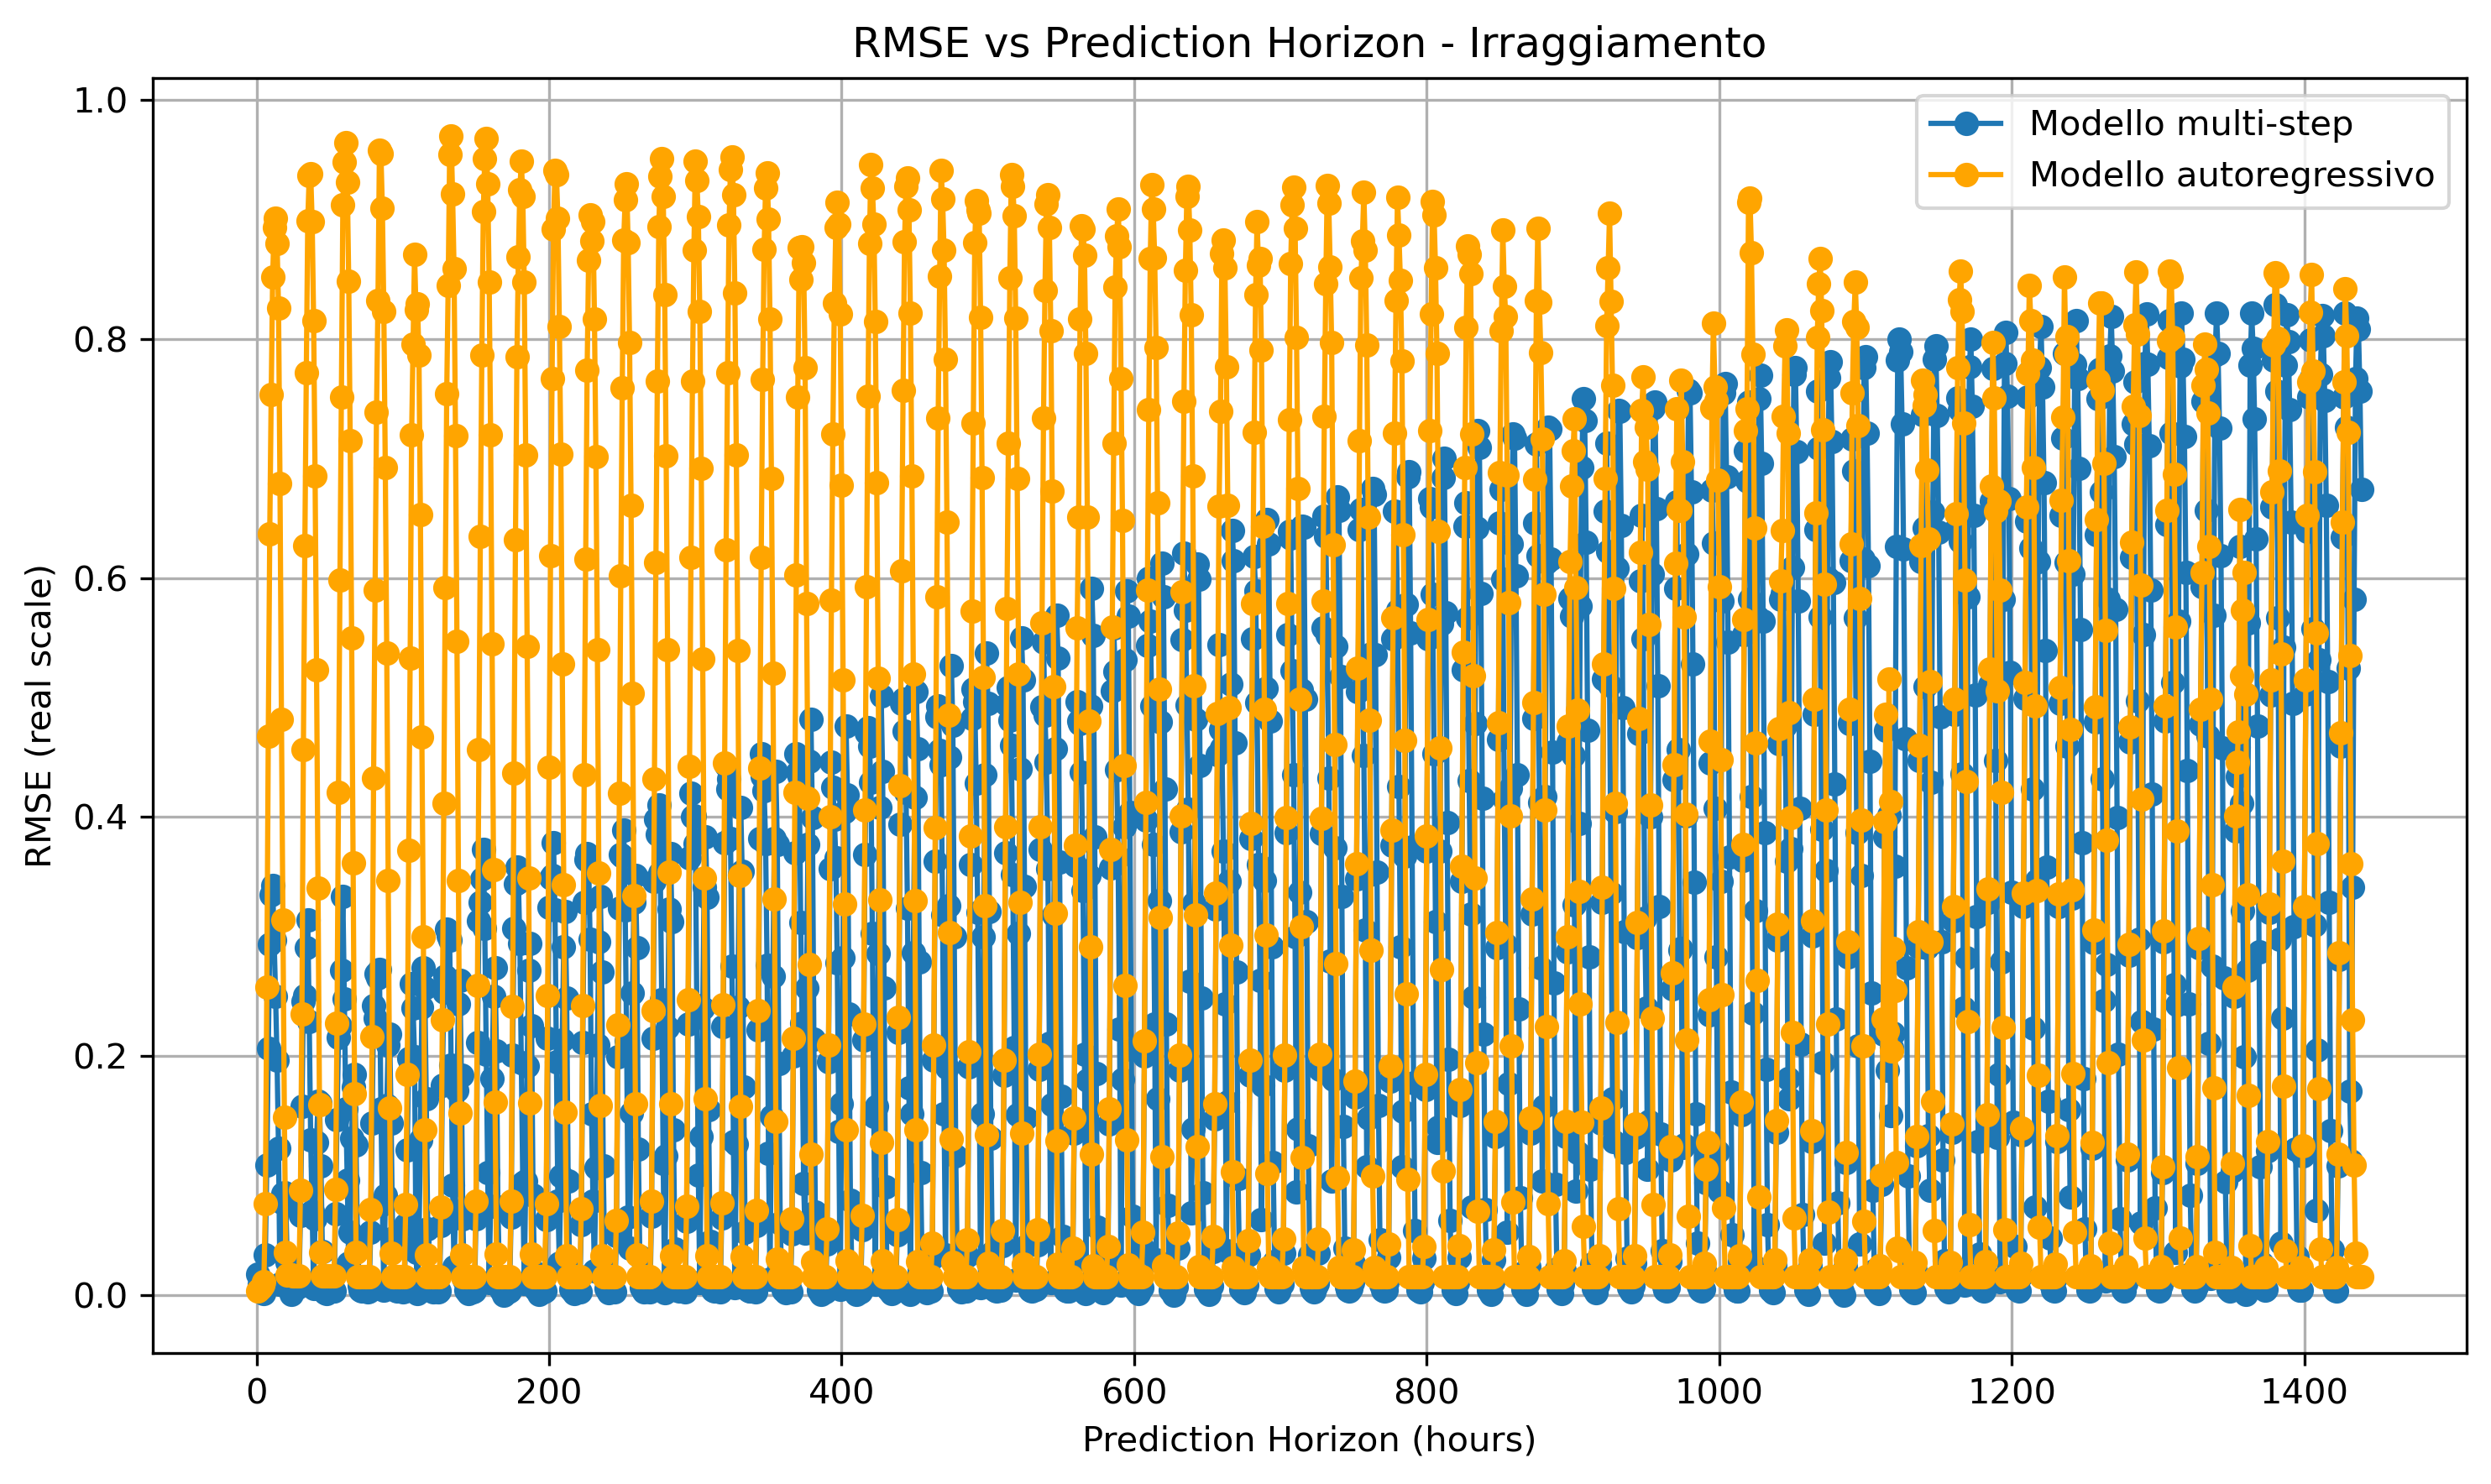 RMSE vs Prediction Horizon - Irraggiamento
Modello multi-step
Modello autoregressivo
RMSE (real scale)
1.0
0.8
0.6
0.4
0.2
0.0
0 200 400 600 800 1000 1200 1400
Prediction Horizon (hours)